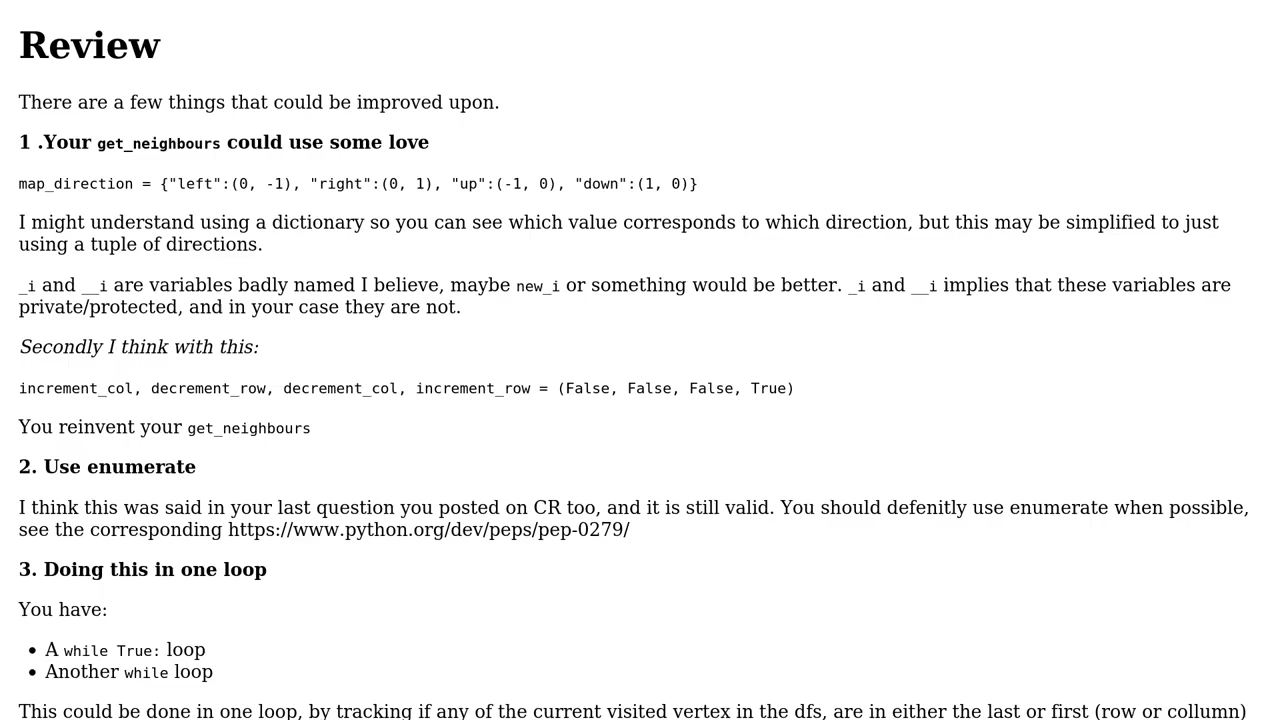 Review
There are a few things that could be improved upon.
1 .Your get_neighbours could use some love
map_direction = {"left":(0, -1), "right":(0, 1), "up":(-1, 0), "down":(1, 0)}
I might understand using a dictionary so you can see which value corresponds to which direction, but this may be simplified to just
using a tuple of directions.
_i and __i are variables badly named I believe, maybe new_i or something would be better. _i and __i implies that these variables are
private/protected, and in your case they are not.
Secondly I think with this:
increment_col, decrement_row, decrement_col, increment_row = (False, False, False, True)
You reinvent your get_neighbours
2. Use enumerate
I think this was said in your last question you posted on CR too, and it is still valid. You should defenitly use enumerate when possible,
see the corresponding https://www.python.org/dev/peps/pep-0279/
3. Doing this in one loop
You have:
• A while True: loop
• Another while loop
This could be done in one loop, by tracking if any of the current visited vertex in the dfs, are in either the last or first (row or collumn)